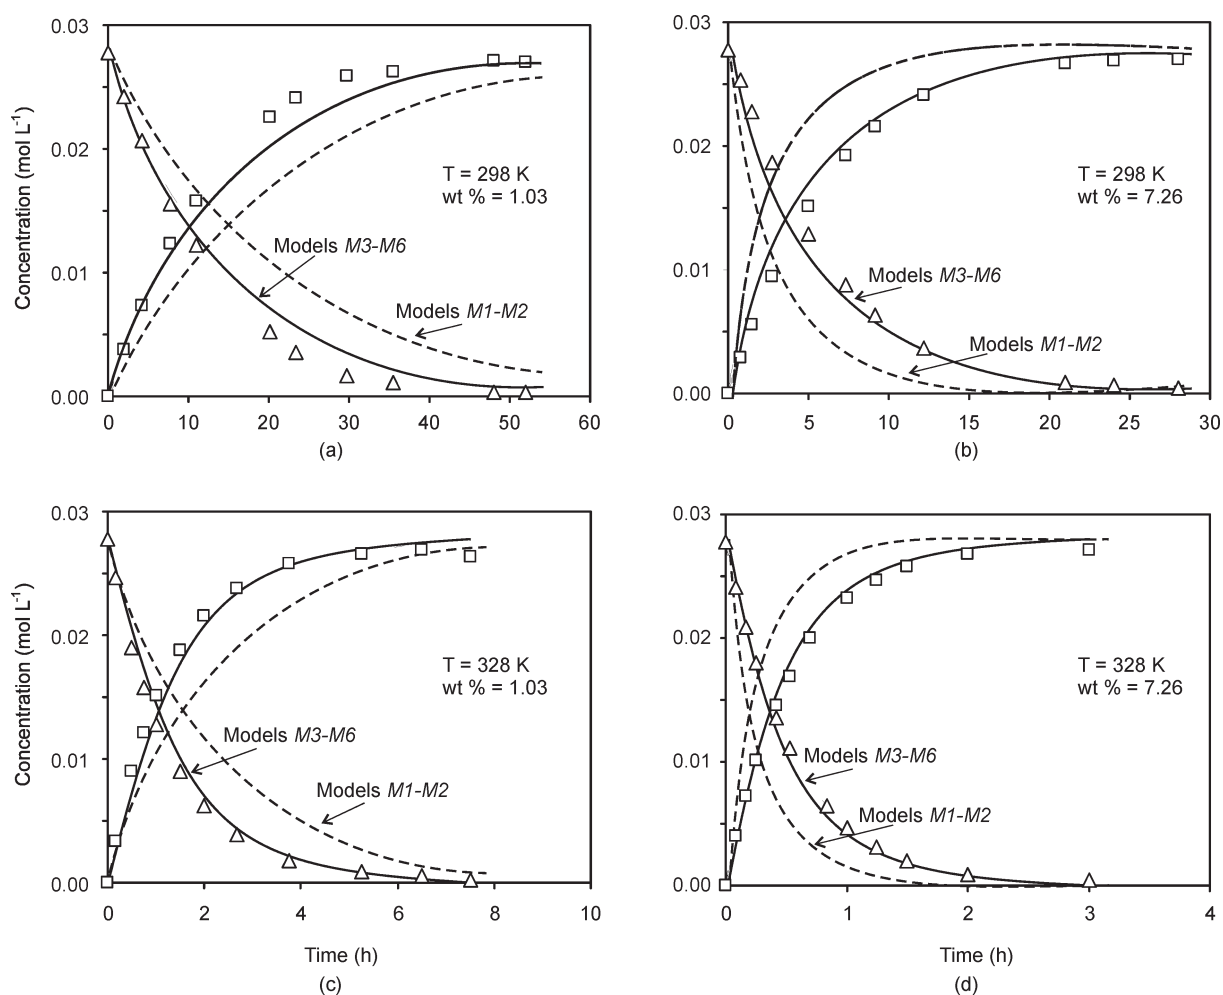 0.03
0.02
0.01
0.00
Concentration (mol L⁻¹)
T = 298 K
wt % = 1.03
Models M3-M6
Models M1-M2
0 10 20 30 40 50 60
(a)
0.03
0.02
0.01
0.00
T = 298 K
wt % = 7.26
Models M3-M6
Models M1-M2
0 5 10 15 20 25 30
(b)
0.03
0.02
0.01
0.00
Concentration (mol L⁻¹)
T = 328 K
wt % = 1.03
Models M3-M6
Models M1-M2
0 2 4 6 8 10
Time (h)
(c)
0.03
0.02
0.01
0.00
T = 328 K
wt % = 7.26
Models M3-M6
Models M1-M2
0 1 2 3 4
Time (h)
(d)